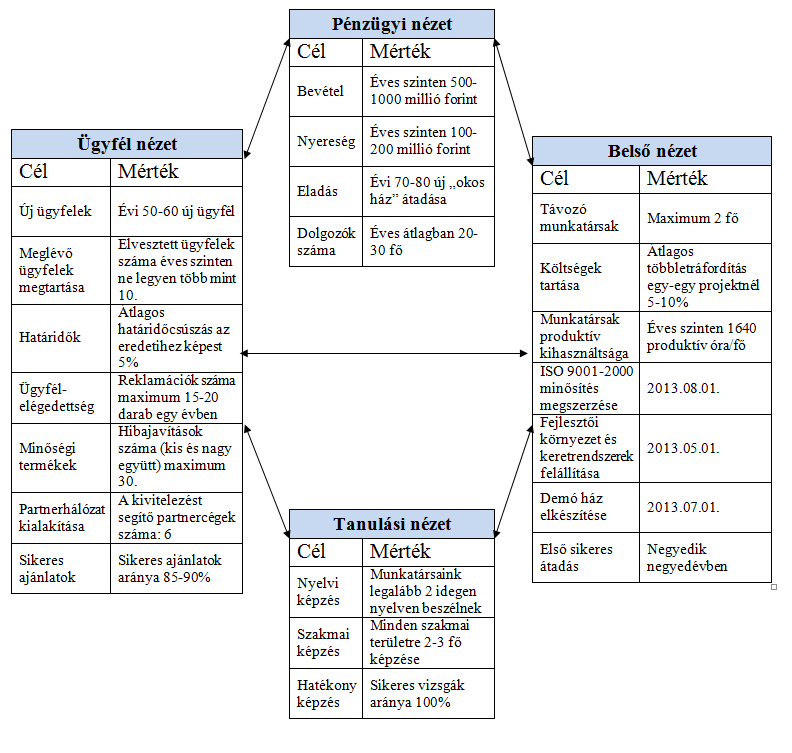 Pénzügyi nézet
Cél Mérték
Bevétel
Éves szinten 500-
1000 millió forint
Nyereség
Éves szinten 100-
200 millió forint
Eladás
Évi 70-80 új „okos
ház” átadása
Dolgozók
száma
Éves átlagban 20-
30 fő
Ügyfél nézet
Cél Mérték
Új ügyfelek
Évi 50-60 új ügyfél
Meglévő
ügyfelek
megtartása
Elvesztett ügyfelek
száma éves szinten
ne legyen több mint
10.
Határidők
Átlagos
határidőcsúszás az
eredetihez képest
5%
Ügyfél-
elégedettség
Reklamációk száma
maximum 15-20
darab egy évben
Minőségi
termékek
Hibajavítások
száma (kis és nagy
együtt) maximum
30.
Partnerhálózat
kialakítása
A kivitelezést
segítő partnercégek
száma: 6
Sikeres
ajánlatok
Sikeres ajánlatok
aránya 85-90%
Belső nézet
Cél Mérték
Távozó
munkatársak
Maximum 2 fő
Költségek
tartása
Átlagos
többletráfordítás
egy-egy projektnél
5-10%
Munkatársak
produktív
kihasználtsága
Éves szinten 1640
produktív óra/fő
ISO 9001-2000
minősítés
megszerzése
2013.08.01.
Fejlesztői
környezet és
keretrendszerek
felállítása
2013.05.01.
Demó ház
elkészítése
2013.07.01.
Első sikeres
átadás
Negyedik
negyedévben
Tanulási nézet
Cél Mérték
Nyelvi
képzés
Munkatársaink
legalább 2 idegen
nyelven beszélnek
Szakmai
képzés
Minden szakmai
területre 2-3 fő
képzése
Hatékony
képzés
Sikeres vizsgák
aránya 100%